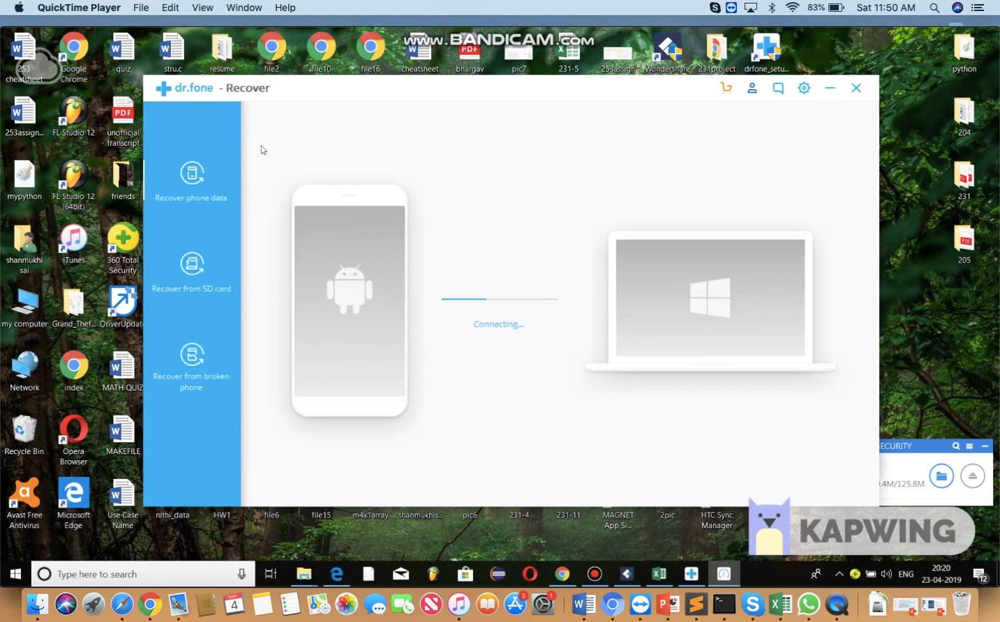 QuickTime Player File Edit View Window Help
83% Sat 11:50 AM
www.BANDICAM.com
253 cheatsheet
Google Chrome
quiz
stru.c
resume
file2
file10
file16
cheatsheet
bhargav
pic7
231-5
253assign
Wondershare
231project
drfone_setu...
python
dr.fone - Recover
253assign...
FL Studio 12
PDF
unofficial transcript
204
mypython
FL Studio 12 (64bit)
friends
231
Recover phone data
shanmukhi sai
iTunes
360 Total Security
205
Recover from SD card
Connecting...
my computer
Grand_Thef...
DriverUpdat
Recover from broken phone
Network
index
MATH QUIZ
Recycle Bin
Opera Browser
MAKEFILE
ECURITY
.4M/125.8M
Avast Free Antivirus
Microsoft Edge
Use Case Name
nithi_data
HW1
file6
file15
m4x1array
shanmukhis...
pic6
231-4
231-11
MAGNET App Si...
2pic
HTC Sync Manager
KAPWING
Type here to search
ENG
20:20
23-04-2019
12
MAY
4
2
1